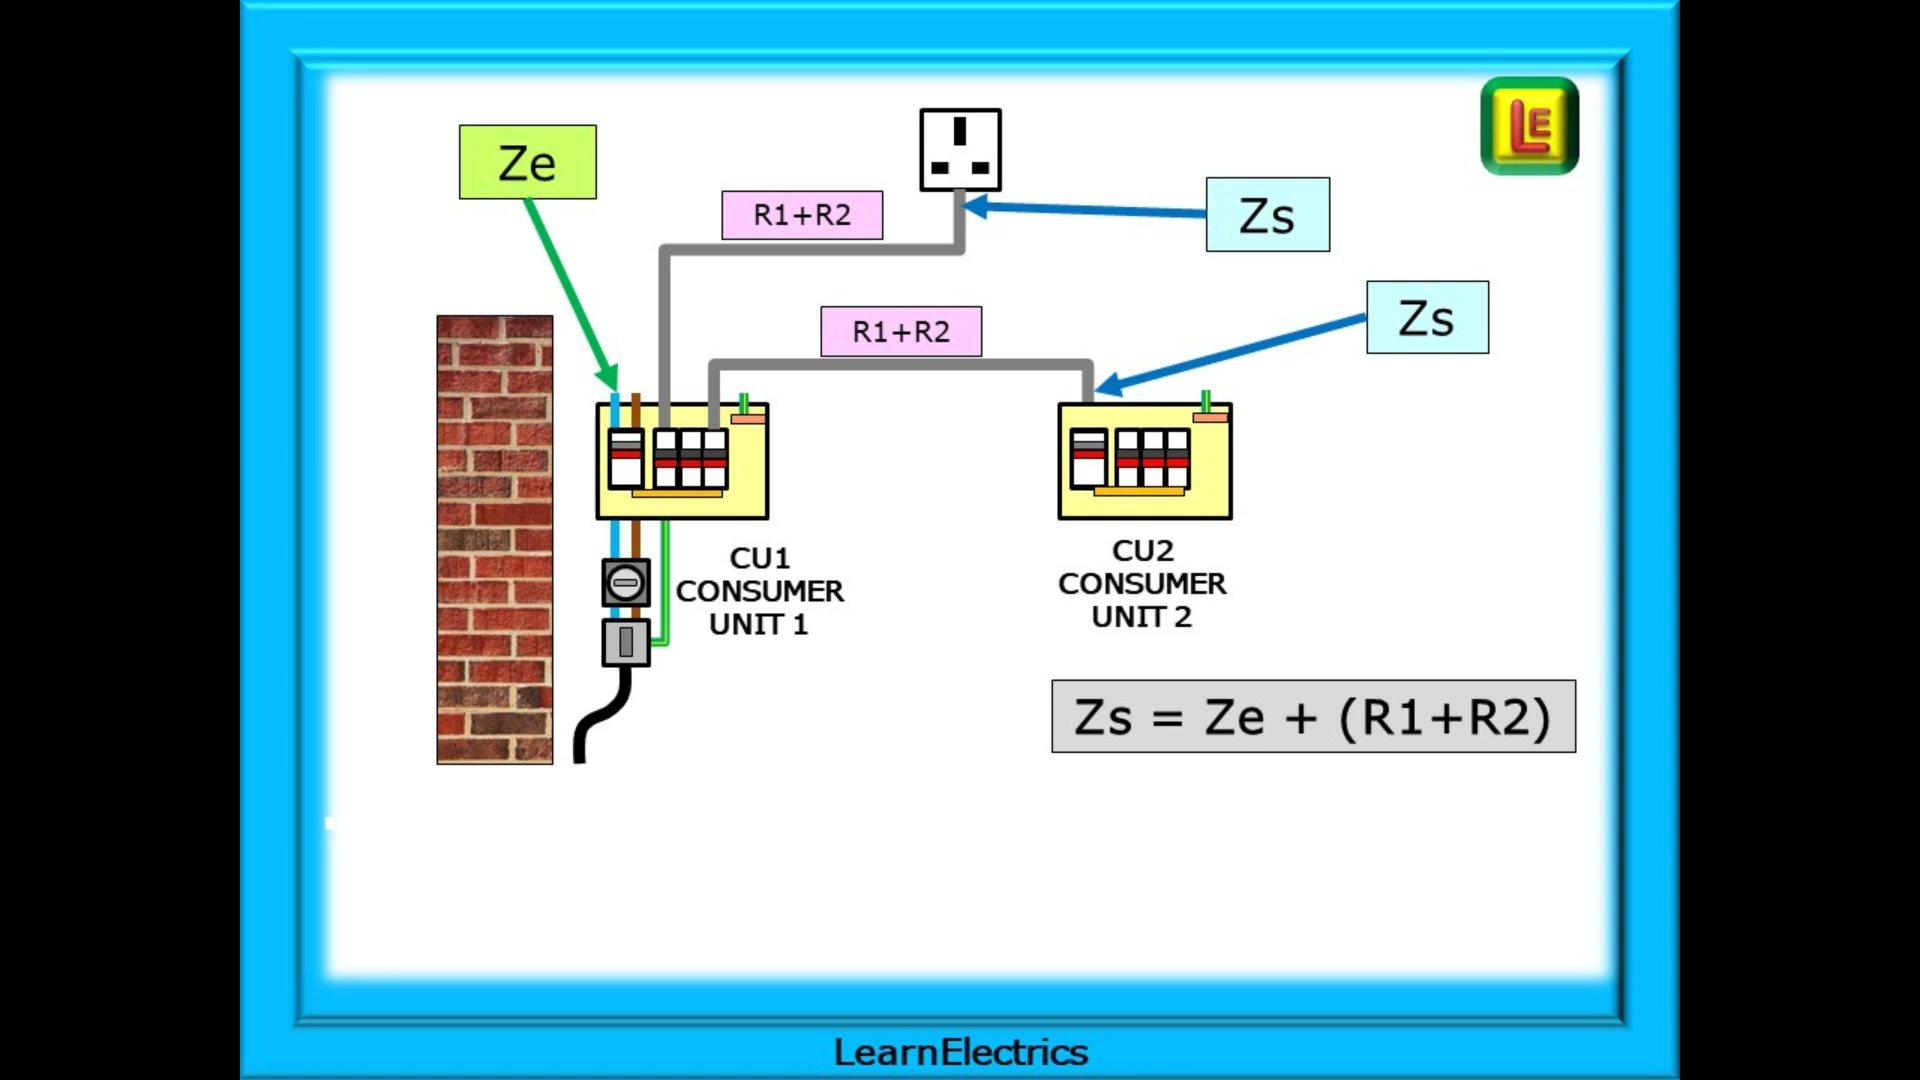 LE
Ze
R1+R2
Zs
R1+R2
Zs
CU1
CONSUMER
UNIT 1
CU2
CONSUMER
UNIT 2
Zs = Ze + (R1+R2)
LearnElectrics